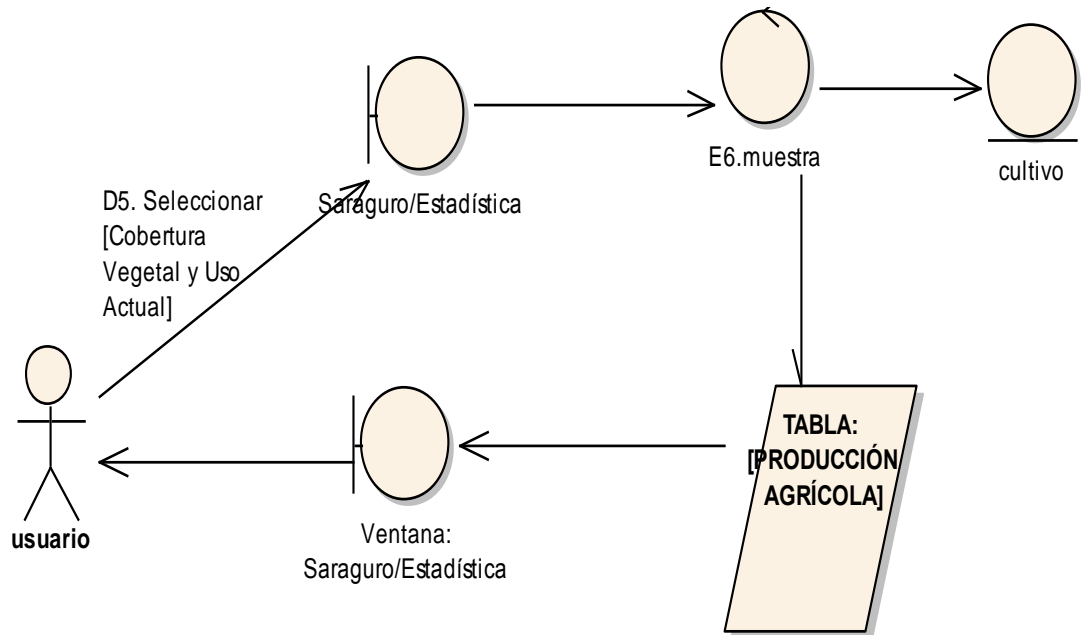 E6.muestra
cultivo
Saraguro/Estadística
D5. Seleccionar
[Cobertura
Vegetal y Uso
Actual]
TABLA:
[PRODUCCIÓN
AGRÍCOLA]
usuario
Ventana:
Saraguro/Estadística